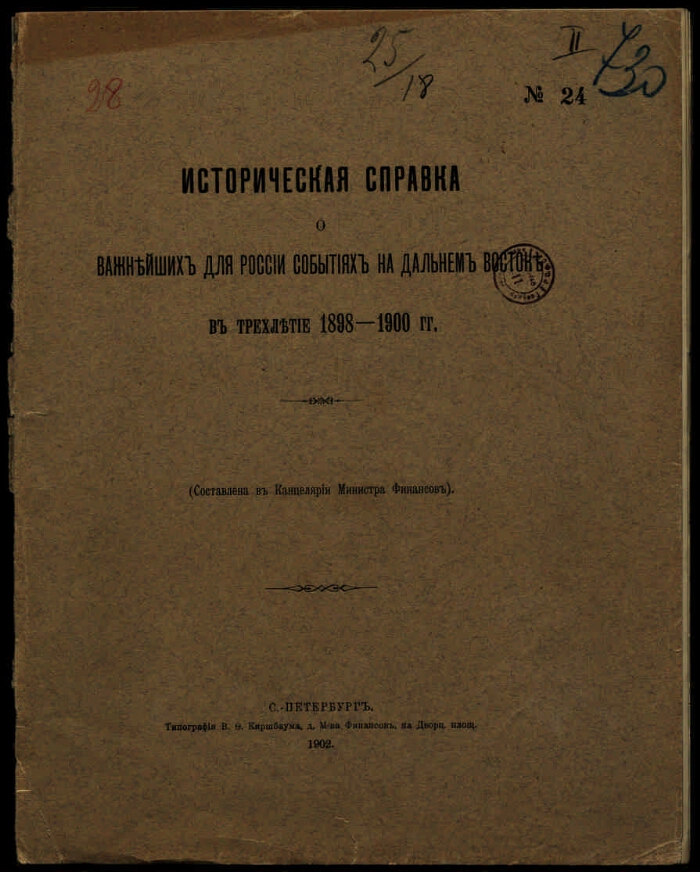 98
25/18
II
730
№ 24
ИСТОРИЧЕСКАЯ СПРАВКА
О
ВАЖНѢЙШИХЪ ДЛЯ РОССІИ СОБЫТІЯХЪ НА ДАЛЬНЕМЪ ВОСТОКѢ
ВЪ ТРЕХЛѢТІЕ 1898—1900 ГГ.
(Составлена въ Канцеляріи Министра Финансовъ).
С.-ПЕТЕРБУРГЪ.
Типографія В. Ѳ. Киршбаума, д. М-ва Финансовъ, на Дворц. площ.
1902.